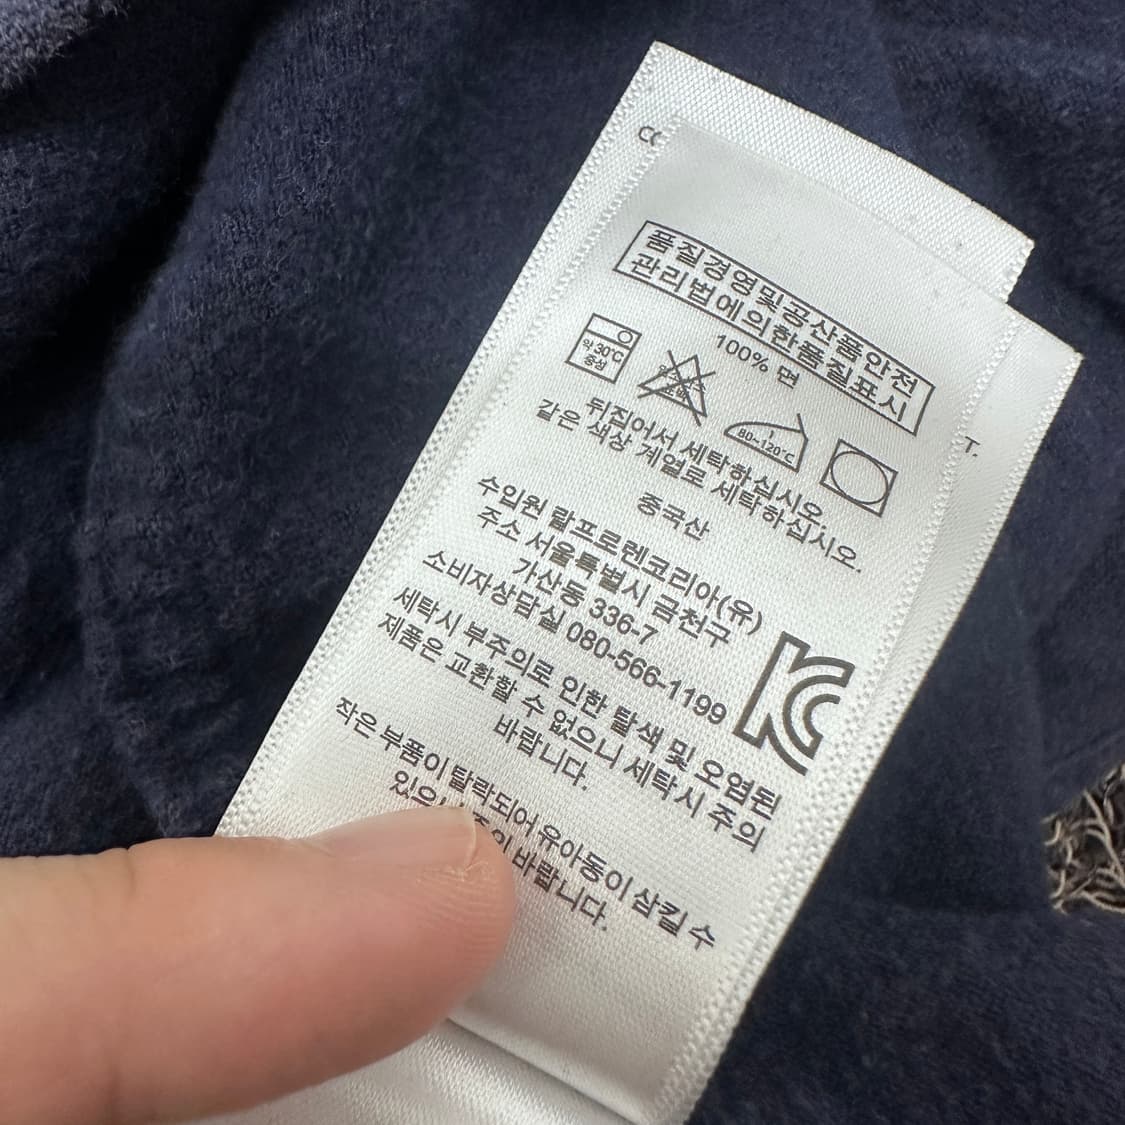 CO
품질경영및공산품안전
관리법에의한품질표시
100% 면
약 30℃
중성
80~120℃
뒤집어서 세탁하십시오.
같은 색상 계열로 세탁하십시오.
중국산
수입원 랄프로렌코리아(유)
주소 서울특별시 금천구
가산동 336-7
소비자상담실 080-566-1199
세탁시 부주의로 인한 탈색 및 오염된
제품은 교환할 수 없으니 세탁시 주의
바랍니다.
작은 부품이 탈락되어 유아동이 삼킬 수
바랍니다.
T.